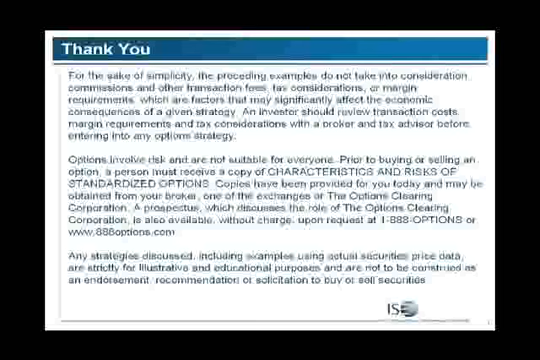 Thank You
For the sake of simplicity, the preceding examples do not take into consideration
commissions and other transaction fees, tax considerations, or margin
requirements, which are factors that may significantly affect the economic
consequences of a given strategy. An investor should review transaction costs,
margin requirements and tax considerations with a broker and tax advisor before
entering into any options strategy.
Options involve risk and are not suitable for everyone. Prior to buying or selling an
option, a person must receive a copy of CHARACTERISTICS AND RISKS OF
STANDARDIZED OPTIONS. Copies have been provided for you today and may be
obtained from your broker, one of the exchanges or The Options Clearing
Corporation. A prospectus, which discusses the role of The Options Clearing
Corporation, is also available, without charge, upon request at 1-888-OPTIONS or
www.888options.com
Any strategies discussed, including examples using actual securities price data,
are strictly for illustrative and educational purposes and are not to be construed as
an endorsement, recommendation or solicitation to buy or sell securities
ISE